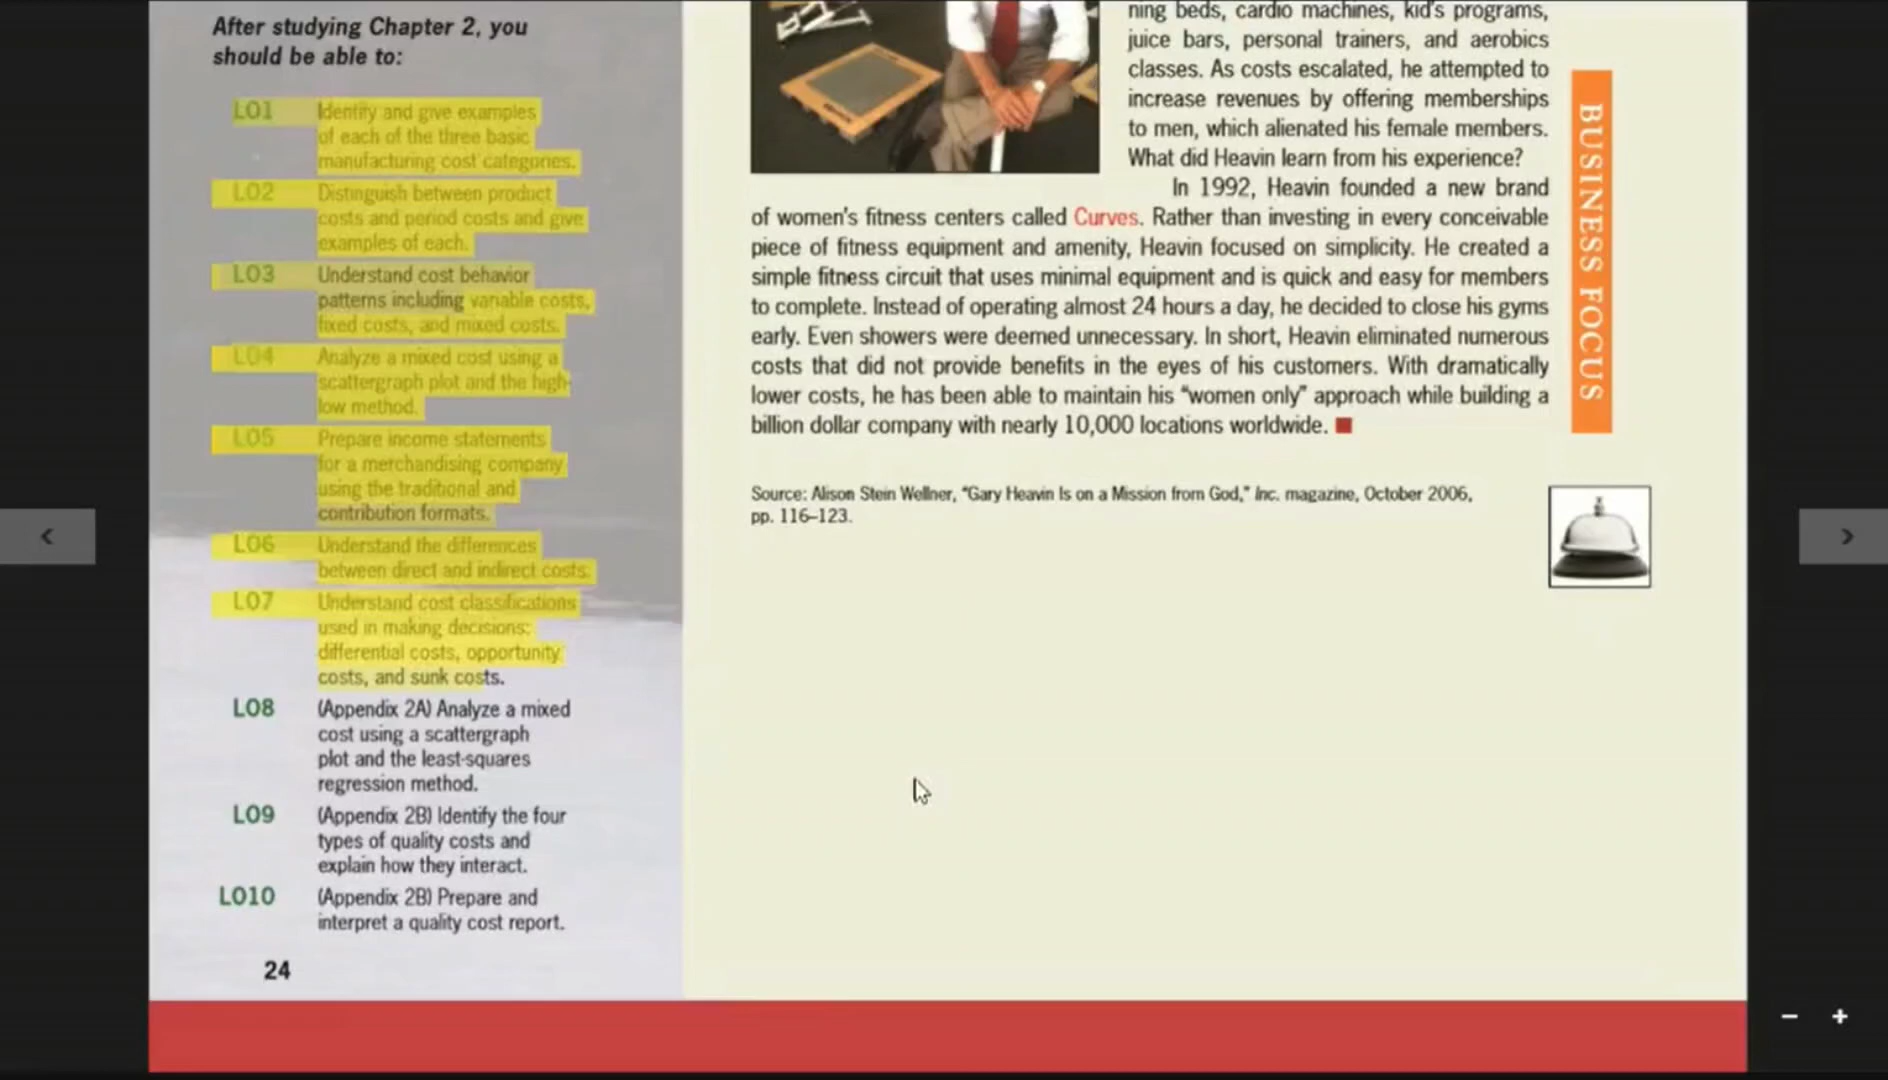 After studying Chapter 2, you
should be able to:
LO1 Identify and give examples
of each of the three basic
manufacturing cost categories.
LO2 Distinguish between product
costs and period costs and give
examples of each.
LO3 Understand cost behavior
patterns including variable costs,
fixed costs, and mixed costs.
LO4 Analyze a mixed cost using a
scattergraph plot and the high-
low method.
LO5 Prepare income statements
for a merchandising company
using the traditional and
contribution formats.
LO6 Understand the differences
between direct and indirect costs.
LO7 Understand cost classifications
used in making decisions:
differential costs, opportunity
costs, and sunk costs.
LO8 (Appendix 2A) Analyze a mixed
cost using a scattergraph
plot and the least-squares
regression method.
LO9 (Appendix 2B) Identify the four
types of quality costs and
explain how they interact.
LO10 (Appendix 2B) Prepare and
interpret a quality cost report.
24
ning beds, cardio machines, kid's programs,
juice bars, personal trainers, and aerobics
classes. As costs escalated, he attempted to
increase revenues by offering memberships
to men, which alienated his female members.
What did Heavin learn from his experience?
In 1992, Heavin founded a new brand
of women's fitness centers called Curves. Rather than investing in every conceivable
piece of fitness equipment and amenity, Heavin focused on simplicity. He created a
simple fitness circuit that uses minimal equipment and is quick and easy for members
to complete. Instead of operating almost 24 hours a day, he decided to close his gyms
early. Even showers were deemed unnecessary. In short, Heavin eliminated numerous
costs that did not provide benefits in the eyes of his customers. With dramatically
lower costs, he has been able to maintain his "women only" approach while building a
billion dollar company with nearly 10,000 locations worldwide.
Source: Alison Stein Wellner, "Gary Heavin Is on a Mission from God," Inc. magazine, October 2006,
pp. 116–123.
BUSINESS FOCUS